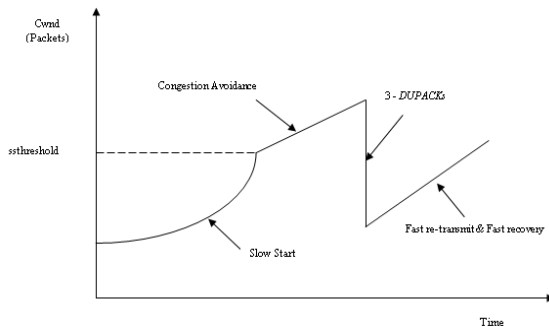 Cwnd
(Packets)
Congestion Avoidance
3 - DUPACKs
ssthreshold
Fast re-transmit & Fast recovery
Slow Start
Time